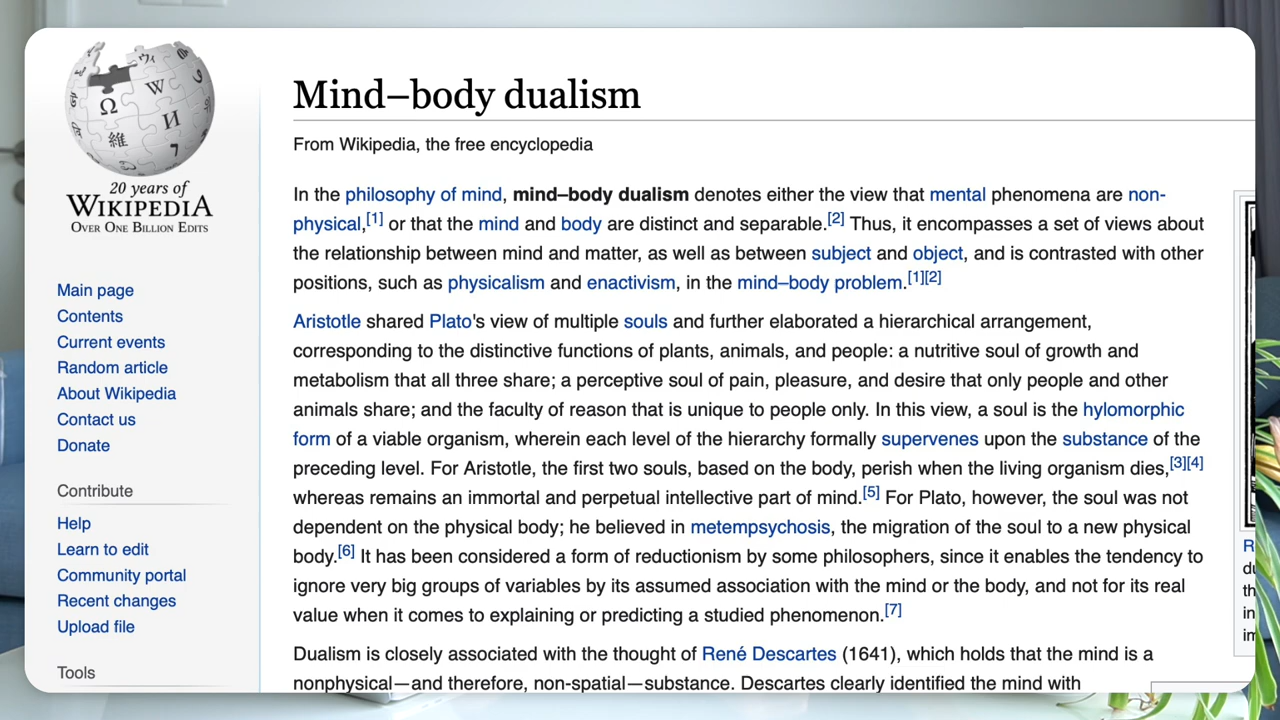 20 years of
WIKIPEDIA
OVER ONE BILLION EDITS
Main page
Contents
Current events
Random article
About Wikipedia
Contact us
Donate
Contribute
Help
Learn to edit
Community portal
Recent changes
Upload file
Tools
Mind–body dualism
From Wikipedia, the free encyclopedia
In the philosophy of mind, mind–body dualism denotes either the view that mental phenomena are non-
physical,[1] or that the mind and body are distinct and separable.[2] Thus, it encompasses a set of views about
the relationship between mind and matter, as well as between subject and object, and is contrasted with other
positions, such as physicalism and enactivism, in the mind–body problem.[1][2]
Aristotle shared Plato's view of multiple souls and further elaborated a hierarchical arrangement,
corresponding to the distinctive functions of plants, animals, and people: a nutritive soul of growth and
metabolism that all three share; a perceptive soul of pain, pleasure, and desire that only people and other
animals share; and the faculty of reason that is unique to people only. In this view, a soul is the hylomorphic
form of a viable organism, wherein each level of the hierarchy formally supervenes upon the substance of the
preceding level. For Aristotle, the first two souls, based on the body, perish when the living organism dies,[3][4]
whereas remains an immortal and perpetual intellective part of mind.[5] For Plato, however, the soul was not
dependent on the physical body; he believed in metempsychosis, the migration of the soul to a new physical
body.[6] It has been considered a form of reductionism by some philosophers, since it enables the tendency to
ignore very big groups of variables by its assumed association with the mind or the body, and not for its real
value when it comes to explaining or predicting a studied phenomenon.[7]
Dualism is closely associated with the thought of René Descartes (1641), which holds that the mind is a
nonphysical—and therefore, non-spatial—substance. Descartes clearly identified the mind with